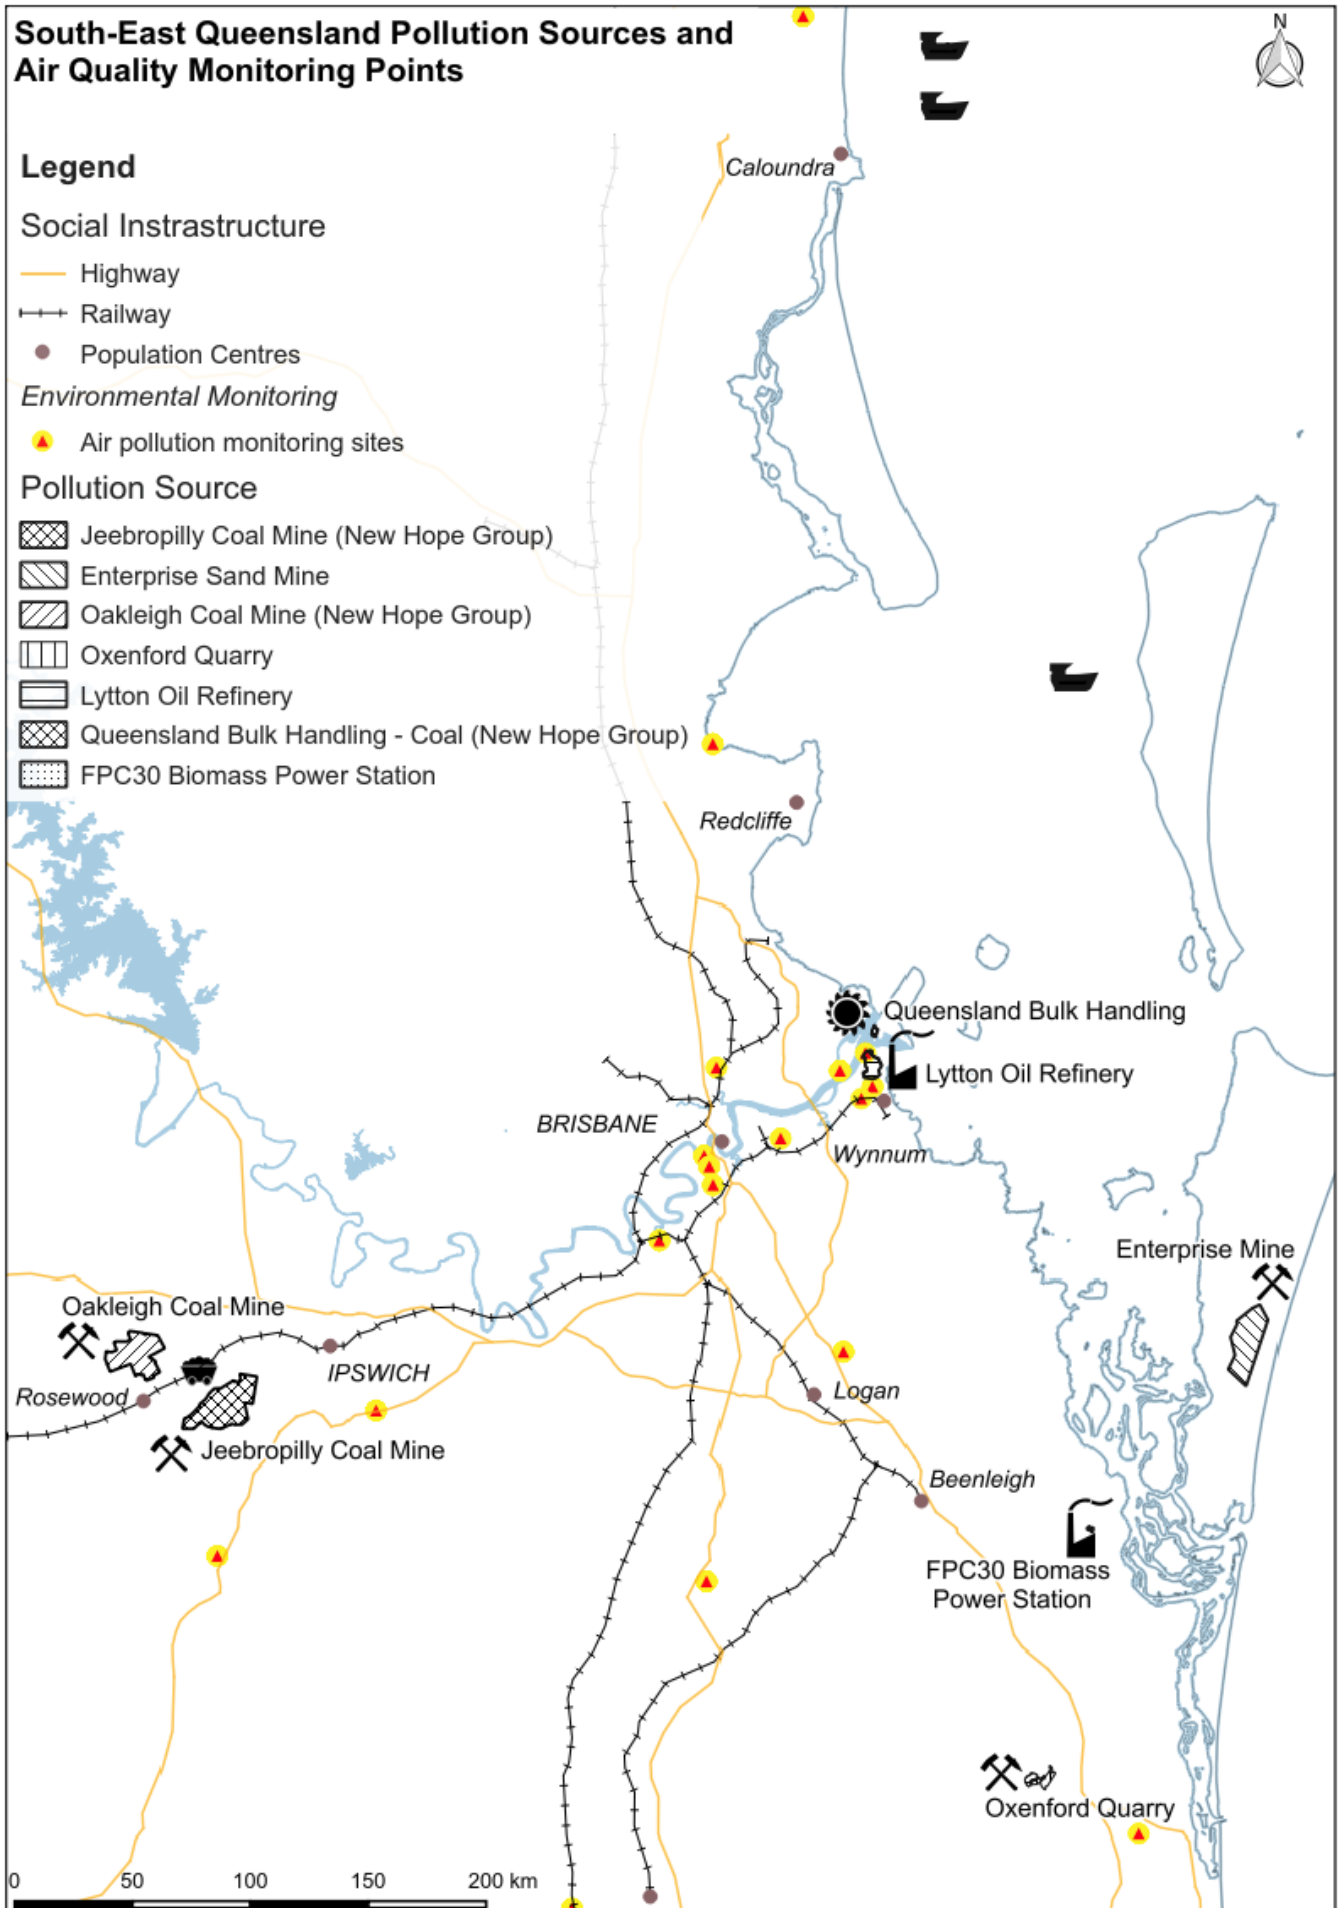 South-East Queensland Pollution Sources and
Air Quality Monitoring Points
N
Legend
Social Instrastructure
Highway
Railway
Population Centres
Environmental Monitoring
Air pollution monitoring sites
Pollution Source
Jeebropilly Coal Mine (New Hope Group)
Enterprise Sand Mine
Oakleigh Coal Mine (New Hope Group)
Oxenford Quarry
Lytton Oil Refinery
Queensland Bulk Handling - Coal (New Hope Group)
FPC30 Biomass Power Station
Caloundra
Redcliffe
Queensland Bulk Handling
Lytton Oil Refinery
BRISBANE
Wynnum
Enterprise Mine
Oakleigh Coal Mine
IPSWICH
Rosewood
Logan
Jeebropilly Coal Mine
Beenleigh
FPC30 Biomass
Power Station
Oxenford Quarry
0 50 100 150 200 km